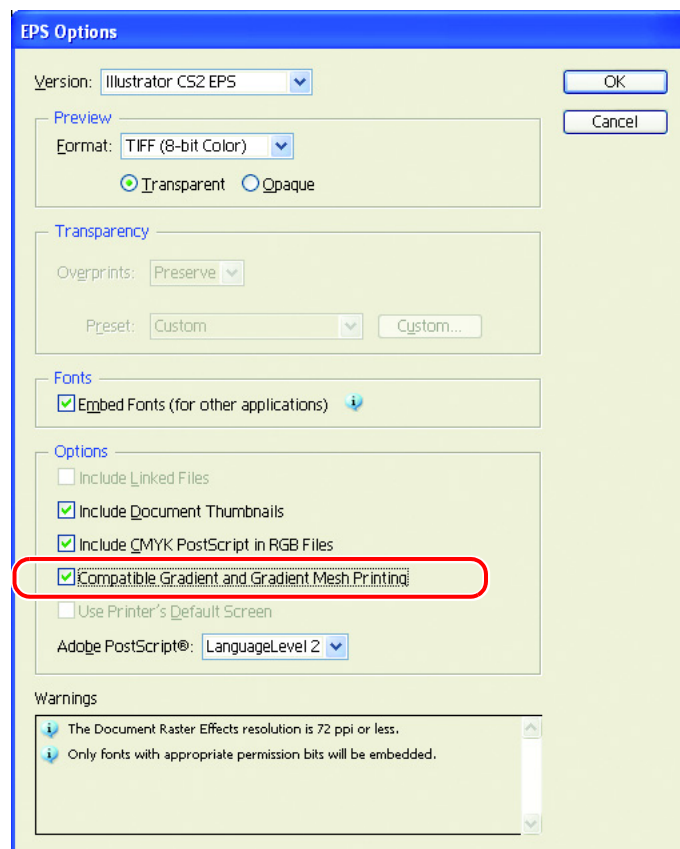 EPS Options
Version: Illustrator CS2 EPS
OK
Cancel
Preview
Format: TIFF (8-bit Color)
Transparent Opaque
Transparency
Overprints: Preserve
Preset: Custom Custom...
Fonts
Embed Fonts (for other applications)
Options
Include Linked Files
Include Document Thumbnails
Include CMYK PostScript in RGB Files
Compatible Gradient and Gradient Mesh Printing
Use Printer's Default Screen
Adobe PostScript®: LanguageLevel 2
Warnings
The Document Raster Effects resolution is 72 ppi or less.
Only fonts with appropriate permission bits will be embedded.